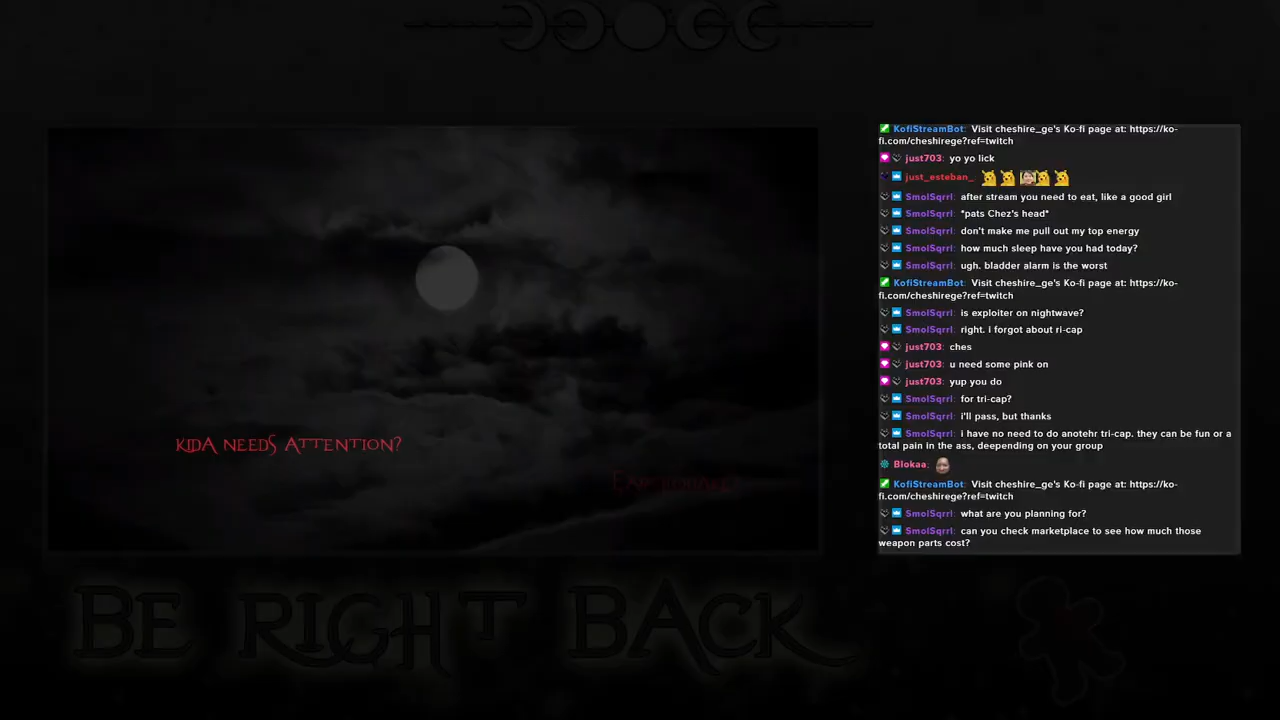 KIDA NEEDS ATTENTION?
BE RIGHT BACK
KofiStreamBot: Visit cheshire_ge's Ko-fi page at: https://ko-
fi.com/cheshirege?ref=twitch
just703: yo yo lick
just_esteban_:
SmolSqrrl: after stream you need to eat, like a good girl
SmolSqrrl: *pats Chez's head*
SmolSqrrl: don't make me pull out my top energy
SmolSqrrl: how much sleep have you had today?
SmolSqrrl: ugh. bladder alarm is the worst
KofiStreamBot: Visit cheshire_ge's Ko-fi page at: https://ko-
fi.com/cheshirege?ref=twitch
SmolSqrrl: is exploiter on nightwave?
SmolSqrrl: right. i forgot about ri-cap
just703: ches
just703: u need some pink on
just703: yup you do
SmolSqrrl: for tri-cap?
SmolSqrrl: i'll pass, but thanks
SmolSqrrl: i have no need to do anotehr tri-cap. they can be fun or a
total pain in the ass, deepending on your group
Blokaa:
KofiStreamBot: Visit cheshire_ge's Ko-fi page at: https://ko-
fi.com/cheshirege?ref=twitch
SmolSqrrl: what are you planning for?
SmolSqrrl: can you check marketplace to see how much those
weapon parts cost?